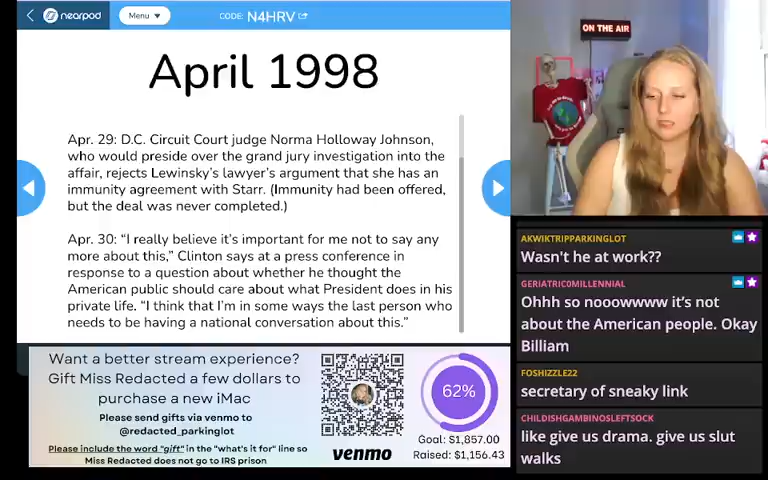 nearpod
Menu
CODE: N4HRV
April 1998
Apr. 29: D.C. Circuit Court judge Norma Holloway Johnson,
who would preside over the grand jury investigation into the
affair, rejects Lewinsky's lawyer's argument that she has an
immunity agreement with Starr. (Immunity had been offered,
but the deal was never completed.)
Apr. 30: “I really believe it's important for me not to say any
more about this,” Clinton says at a press conference in
response to a question about whether he thought the
American public should care about what President does in his
private life. “I think that I'm in some ways the last person who
needs to be having a national conversation about this.”
Want a better stream experience?
Gift Miss Redacted a few dollars to
purchase a new iMac
Please send gifts via venmo to
@redacted_parkinglot
Please include the word "gift" in the "what's it for" line so
Miss Redacted does not go to IRS prison
venmo
62%
Goal: $1,857.00
Raised: $1,156.43
ON THE AIR
AKWIKTRIPPARKINGLOT
Wasn't he at work??
GERIATRIC0MILLENNIAL
Ohhh so nooowwww it's not
about the American people. Okay
Billiam
FOSHIZZLE22
secretary of sneaky link
CHILDISHGAMBINOSLEFTSOCK
like give us drama. give us slut
walks